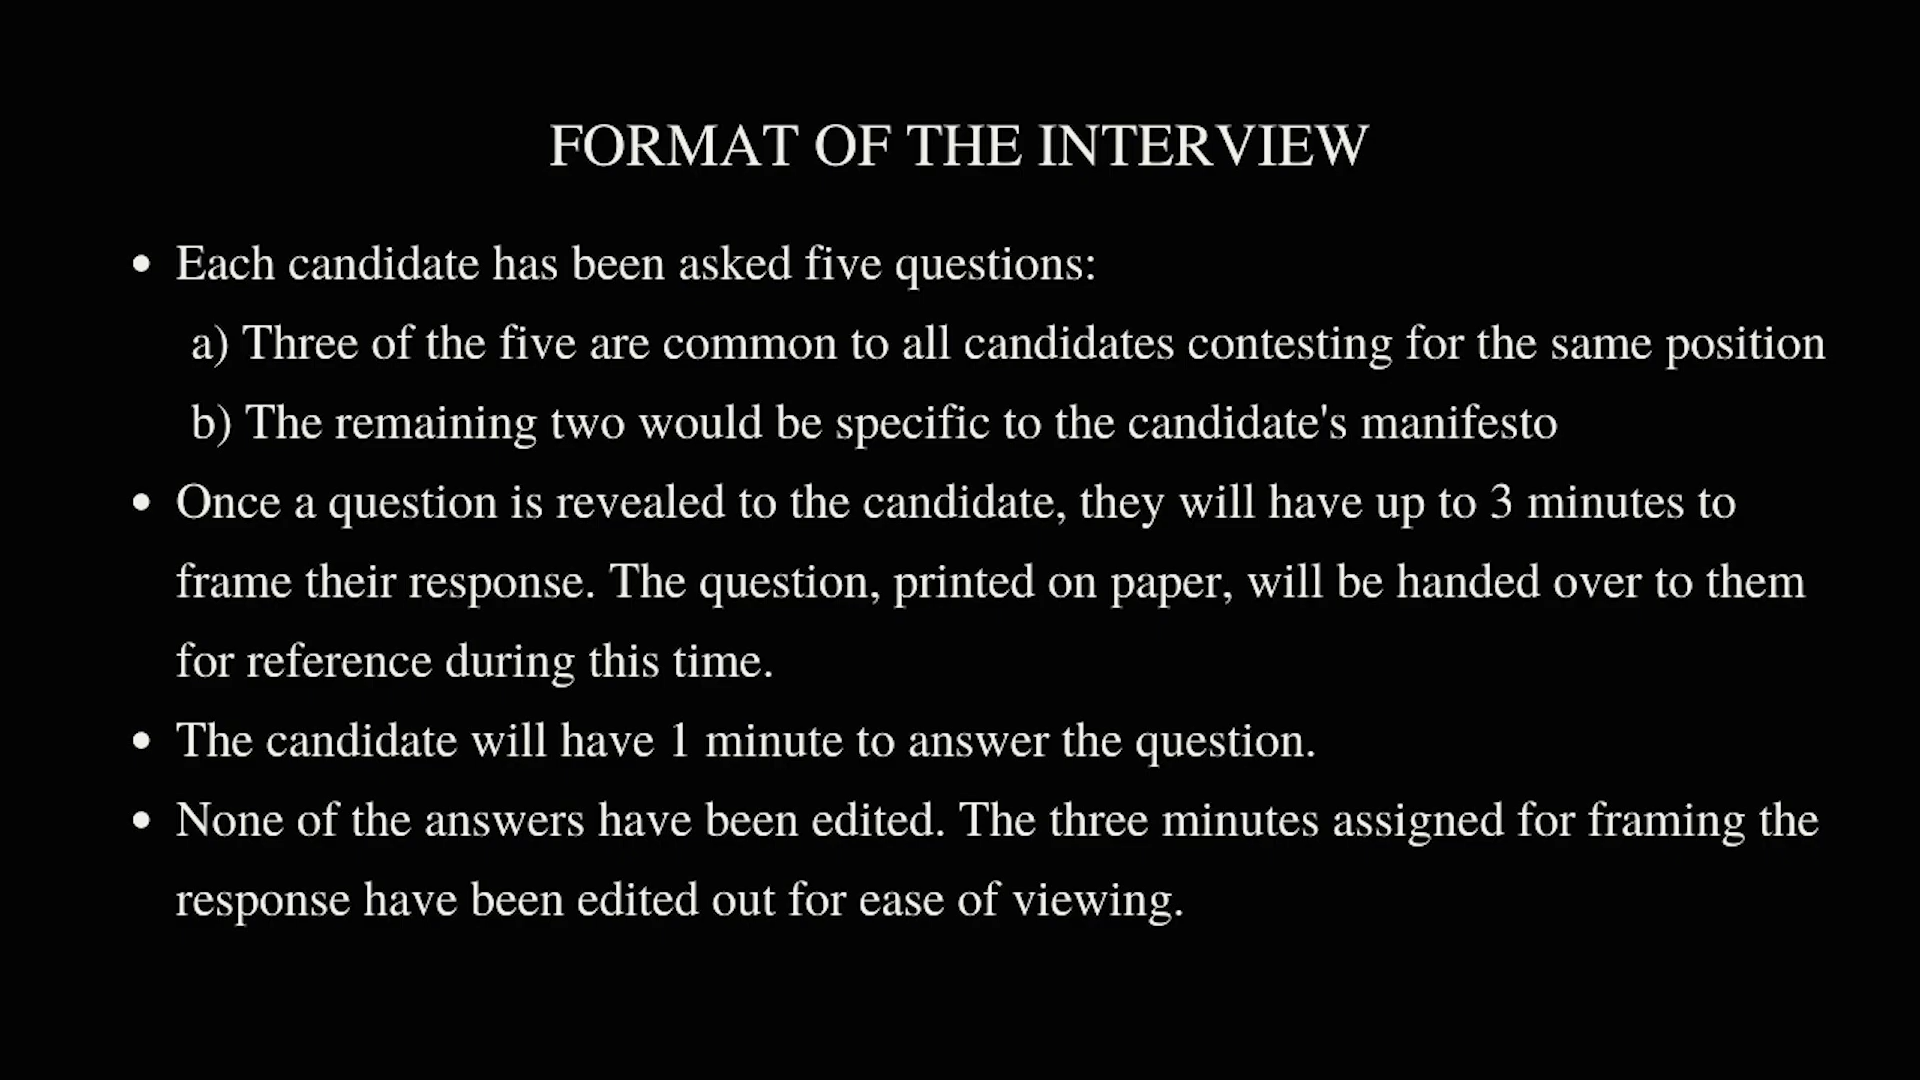 FORMAT OF THE INTERVIEW
• Each candidate has been asked five questions:
a) Three of the five are common to all candidates contesting for the same position
b) The remaining two would be specific to the candidate's manifesto
• Once a question is revealed to the candidate, they will have up to 3 minutes to
frame their response. The question, printed on paper, will be handed over to them
for reference during this time.
• The candidate will have 1 minute to answer the question.
• None of the answers have been edited. The three minutes assigned for framing the
response have been edited out for ease of viewing.